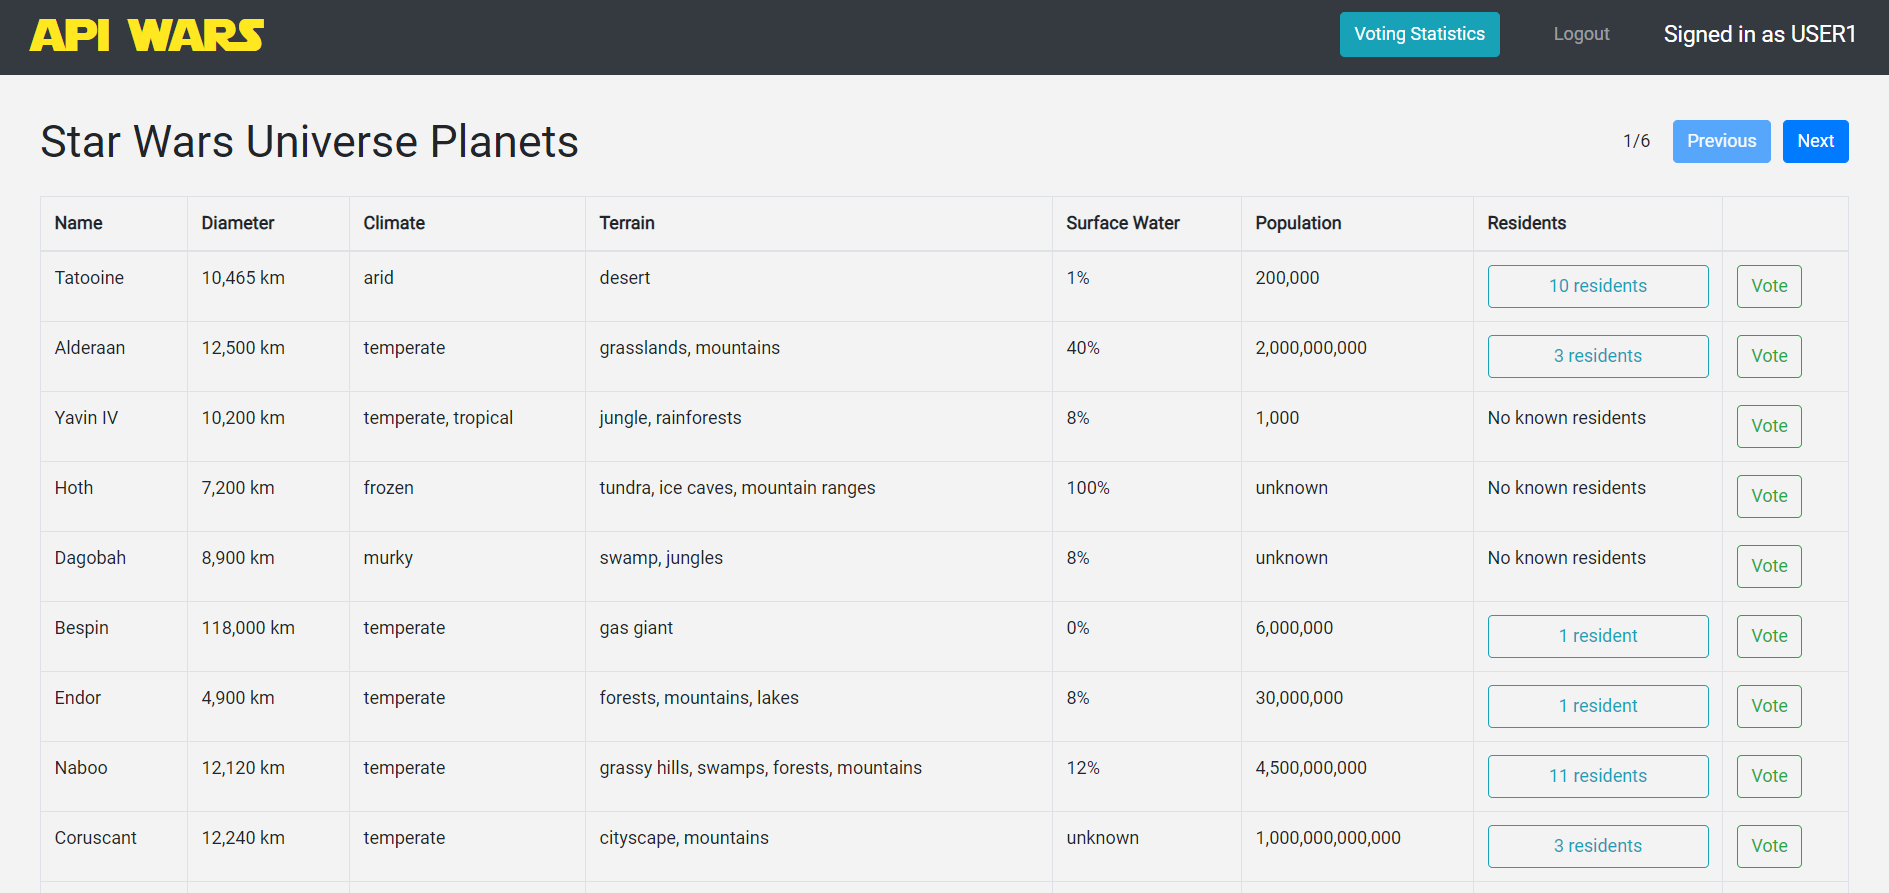 API WARS Voting Statistics Logout Signed in as USER1
Star Wars Universe Planets 1/6 Previous Next
Name Diameter Climate Terrain Surface Water Population Residents
Tatooine 10,465 km arid desert 1% 200,000 10 residents Vote
Alderaan 12,500 km temperate grasslands, mountains 40% 2,000,000,000 3 residents Vote
Yavin IV 10,200 km temperate, tropical jungle, rainforests 8% 1,000 No known residents Vote
Hoth 7,200 km frozen tundra, ice caves, mountain ranges 100% unknown No known residents Vote
Dagobah 8,900 km murky swamp, jungles 8% unknown No known residents Vote
Bespin 118,000 km temperate gas giant 0% 6,000,000 1 resident Vote
Endor 4,900 km temperate forests, mountains, lakes 8% 30,000,000 1 resident Vote
Naboo 12,120 km temperate grassy hills, swamps, forests, mountains 12% 4,500,000,000 11 residents Vote
Coruscant 12,240 km temperate cityscape, mountains unknown 1,000,000,000,000 3 residents Vote